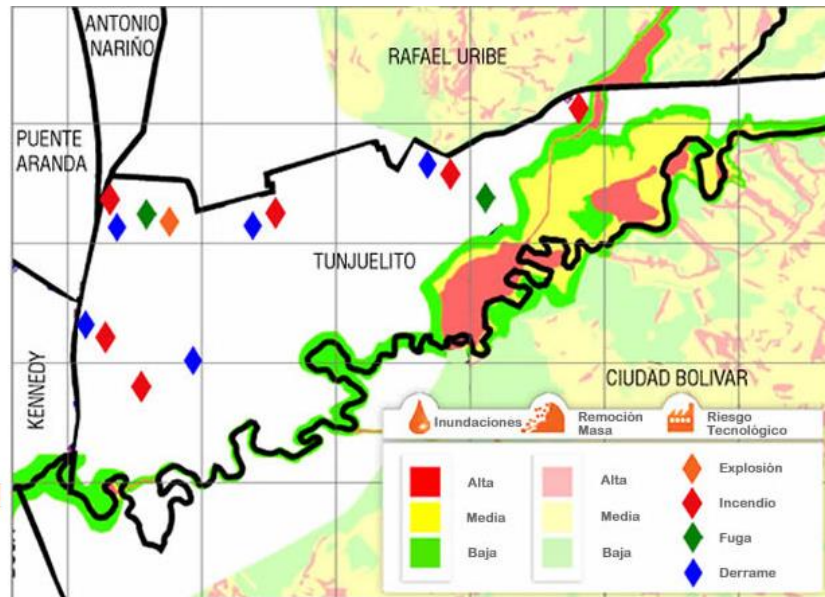 ANTONIO
NARIÑO
RAFAEL URIBE
PUENTE
ARANDA
TUNJUELITO
KENNEDY
CIUDAD BOLIVAR
Inundaciones
Remoción
Masa
Riesgo
Tecnológico
Alta
Media
Baja
Alta
Media
Baja
Explosión
Incendio
Fuga
Derrame